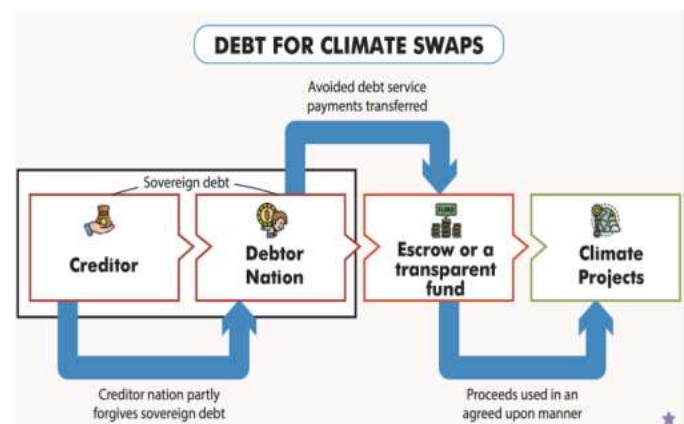 DEBT FOR CLIMATE SWAPS
Avoided debt service
payments transferred
Sovereign debt
Creditor
Debtor
Nation
FUND
Escrow or a
transparent
fund
Climate
Projects
Creditor nation partly
forgives sovereign debt
Proceeds used in an
agreed upon manner